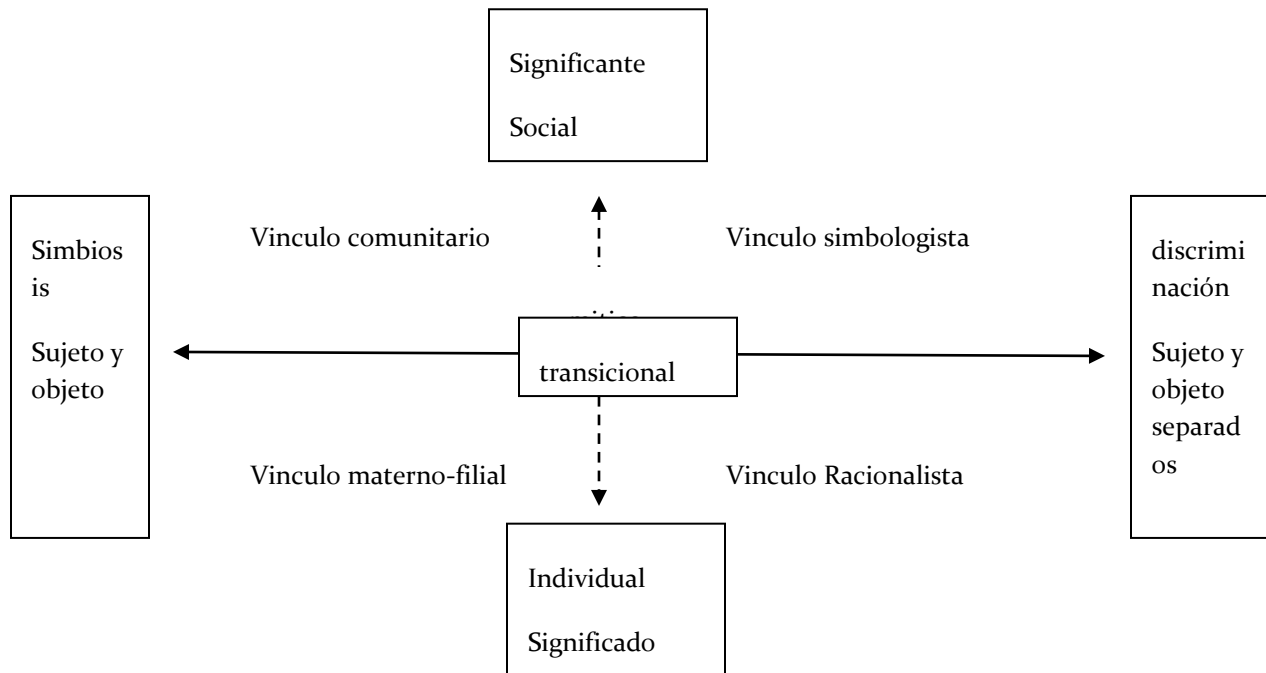 Significante
Social
Simbios
is
Sujeto y
objeto
Vinculo comunitario
Vinculo simbologista
discrimi
nación
Sujeto y
objeto
separad
os
transicional
Vinculo materno-filial
Vinculo Racionalista
Individual
Significado